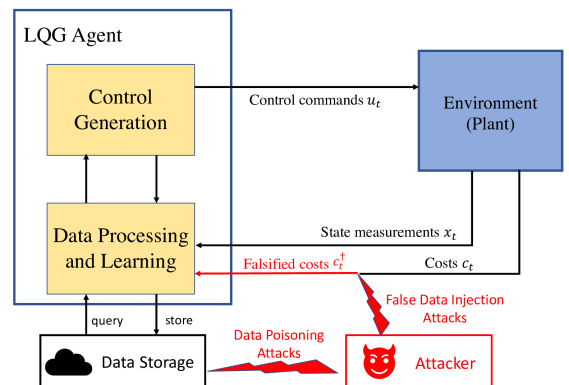 LQG Agent
Control
Generation
Control commands u_t
Environment
(Plant)
Data Processing
and Learning
State measurements x_t
Falsified costs c_t^†
Costs c_t
False Data Injection
Attacks
query
store
Data Storage
Data Poisoning
Attacks
Attacker